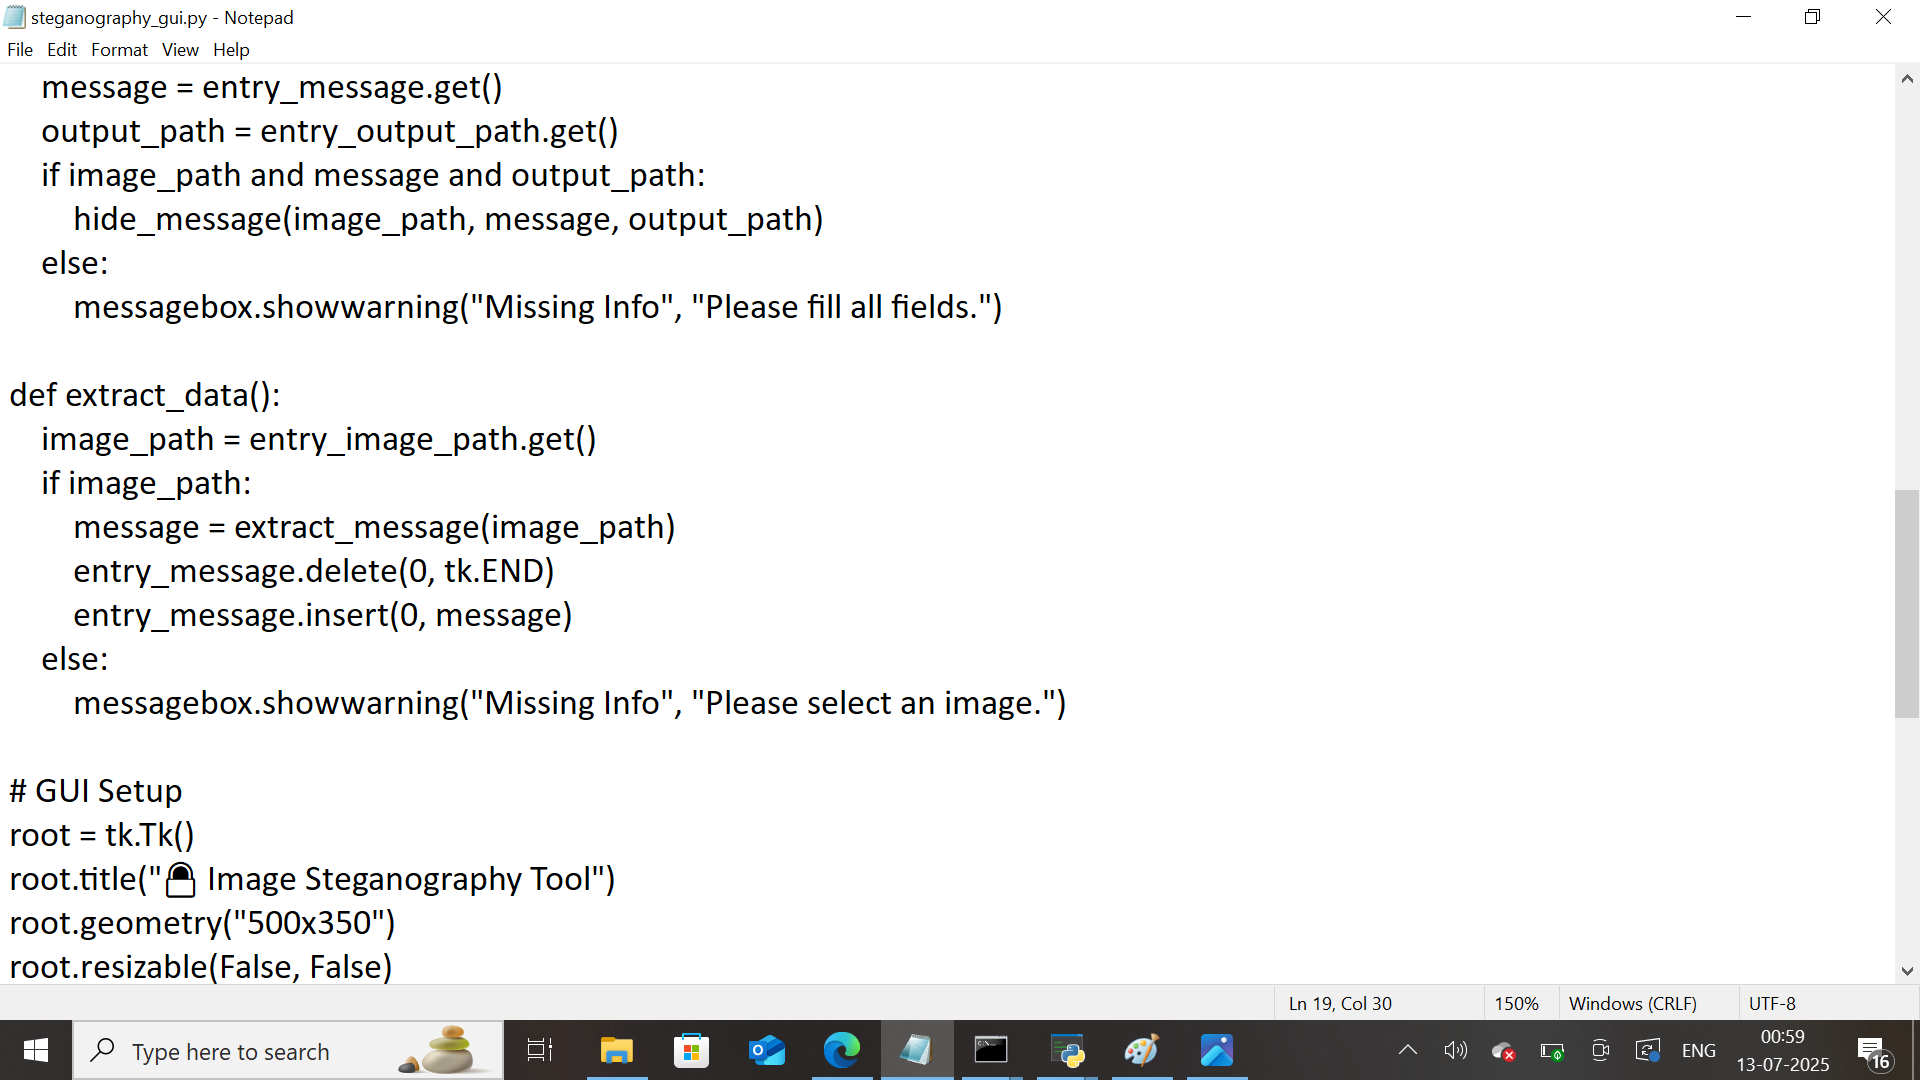 steganography_gui.py - Notepad
File Edit Format View Help
    message = entry_message.get()
    output_path = entry_output_path.get()
    if image_path and message and output_path:
        hide_message(image_path, message, output_path)
    else:
        messagebox.showwarning("Missing Info", "Please fill all fields.")

def extract_data():
    image_path = entry_image_path.get()
    if image_path:
        message = extract_message(image_path)
        entry_message.delete(0, tk.END)
        entry_message.insert(0, message)
    else:
        messagebox.showwarning("Missing Info", "Please select an image.")

# GUI Setup
root = tk.Tk()
root.title("🔒 Image Steganography Tool")
root.geometry("500x350")
root.resizable(False, False)
Ln 19, Col 30 150% Windows (CRLF) UTF-8
Type here to search
ENG
00:59
13-07-2025
16